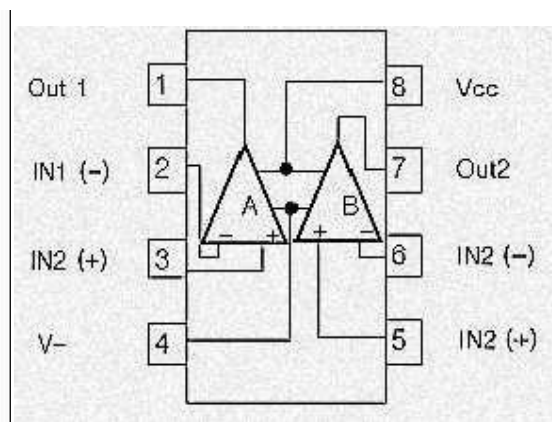 Out 1 1 8 Vcc
IN1 (-) 2 7 Out2
A B
- + + -
IN2 (+) 3 6 IN2 (-)
V- 4 5 IN2 (+)